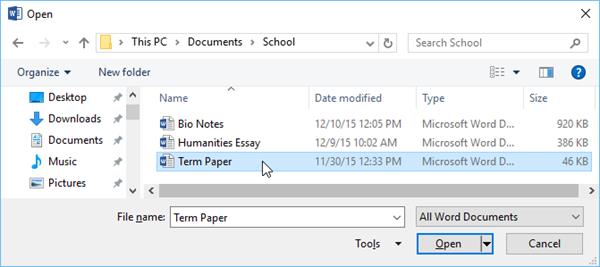 Open
This PC > Documents > School
Search School
Organize
New folder
Desktop
Downloads
Documents
Music
Pictures
Name Date modified Type Size
Bio Notes 12/10/15 12:05 PM Microsoft Word D... 920 KB
Humanities Essay 12/9/15 10:02 AM Microsoft Word D... 386 KB
Term Paper 11/30/15 12:33 PM Microsoft Word D... 46 KB
File name: Term Paper
All Word Documents
Tools
Open
Cancel